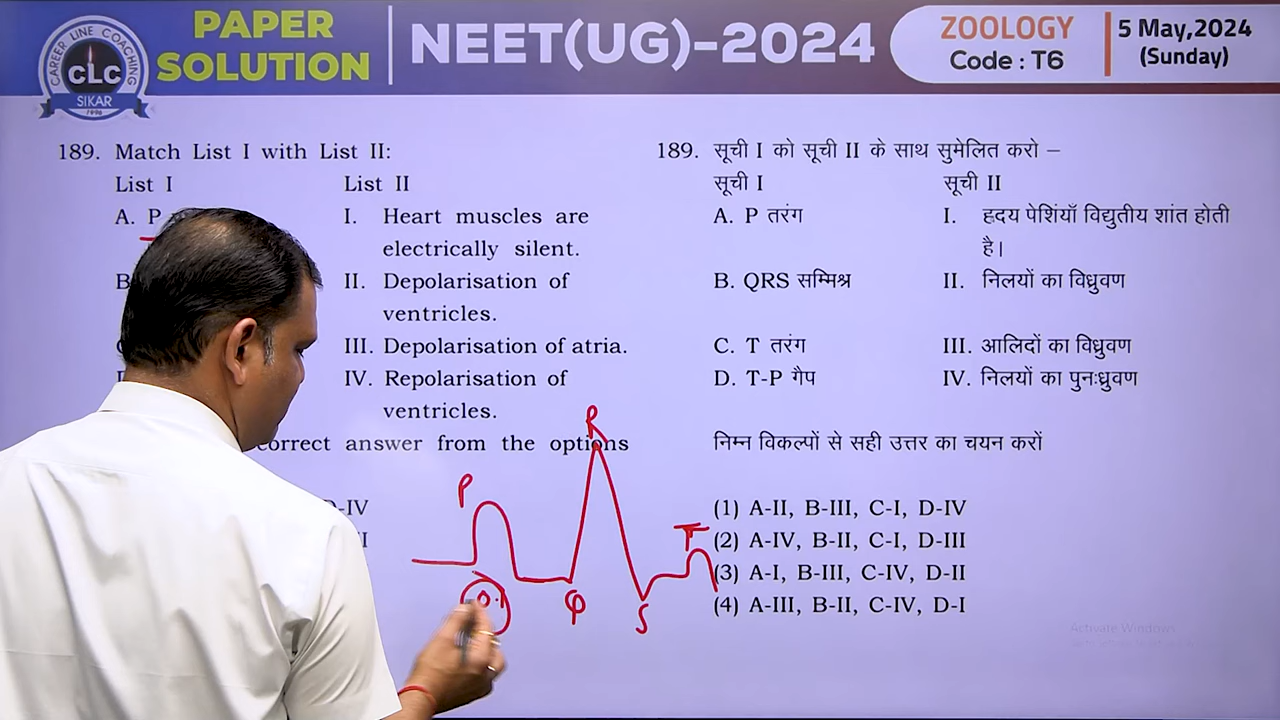 CAREER LINE COACHING
CLC
SIKAR
1996
PAPER
SOLUTION
NEET(UG)-2024
ZOOLOGY
Code : T6
5 May,2024
(Sunday)
189. Match List I with List II:
List I List II
A. P I. Heart muscles are
electrically silent.
B II. Depolarisation of
ventricles.
III. Depolarisation of atria.
IV. Repolarisation of
ventricles.
correct answer from the options
D-IV
189. सूची I को सूची II के साथ सुमेलित करो –
सूची I सूची II
A. P तरंग I. हृदय पेशियाँ विद्युतीय शांत होती
है।
B. QRS सम्मिश्र II. निलयों का विध्रुवण
C. T तरंग III. आलिदों का विध्रुवण
D. T-P गैप IV. निलयों का पुनःध्रुवण
निम्न विकल्पों से सही उत्तर का चयन करों
(1) A-II, B-III, C-I, D-IV
(2) A-IV, B-II, C-I, D-III
(3) A-I, B-III, C-IV, D-II
(4) A-III, B-II, C-IV, D-I
P
R
T
Q
S
Activate Windows